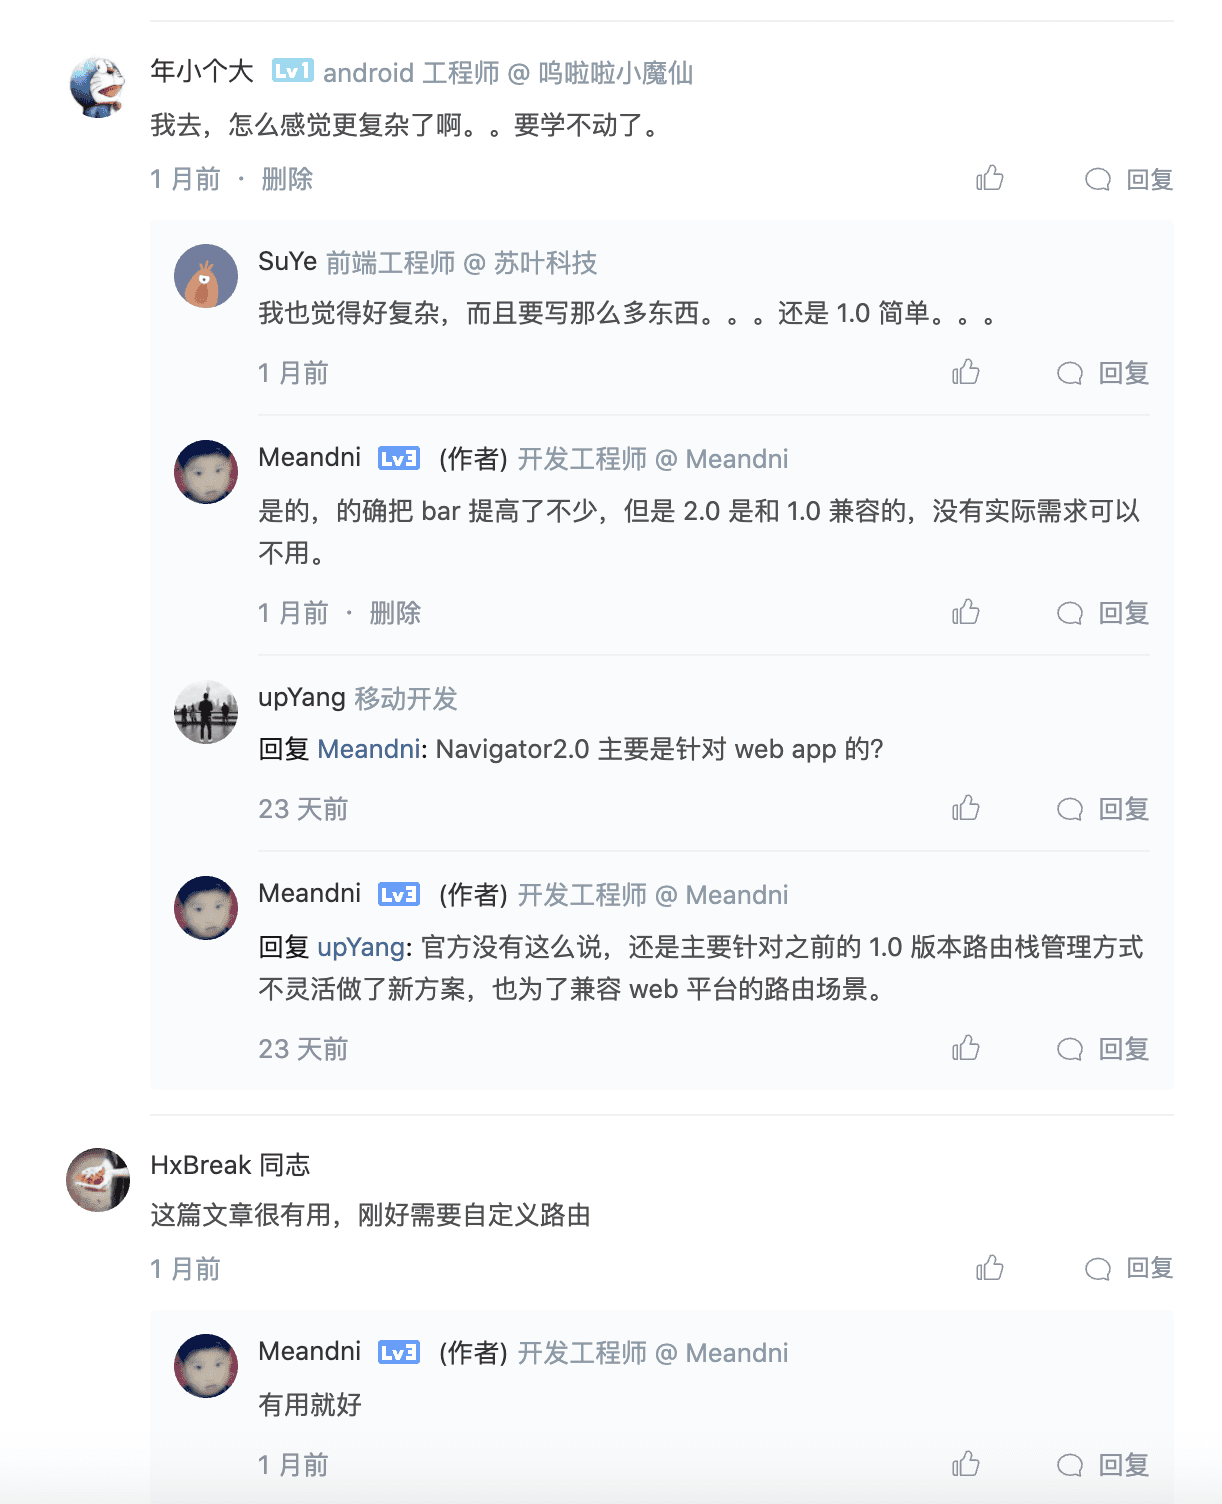 年小个大 Lv1 android 工程师 @ 呜啦啦小魔仙
我去，怎么感觉更复杂了啊。。要学不动了。
1 月前 · 删除 回复
SuYe 前端工程师 @ 苏叶科技
我也觉得好复杂，而且要写那么多东西。。。还是 1.0 简单。。。
1 月前 回复
Meandni Lv3 (作者) 开发工程师 @ Meandni
是的，的确把 bar 提高了不少，但是 2.0 是和 1.0 兼容的，没有实际需求可以
不用。
1 月前 · 删除 回复
upYang 移动开发
回复 Meandni: Navigator2.0 主要是针对 web app 的?
23 天前 回复
Meandni Lv3 (作者) 开发工程师 @ Meandni
回复 upYang: 官方没有这么说，还是主要针对之前的 1.0 版本路由栈管理方式
不灵活做了新方案，也为了兼容 web 平台的路由场景。
23 天前 回复
HxBreak 同志
这篇文章很有用，刚好需要自定义路由
1 月前 回复
Meandni Lv3 (作者) 开发工程师 @ Meandni
有用就好
1 月前 回复